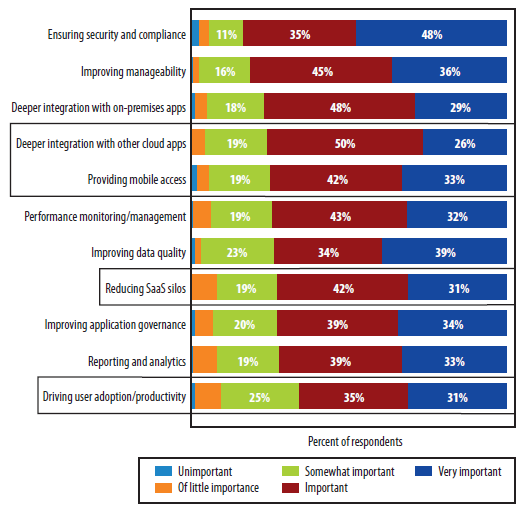 Ensuring security and compliance 11% 35% 48%
Improving manageability 16% 45% 36%
Deeper integration with on-premises apps 18% 48% 29%
Deeper integration with other cloud apps 19% 50% 26%
Providing mobile access 19% 42% 33%
Performance monitoring/management 19% 43% 32%
Improving data quality 23% 34% 39%
Reducing SaaS silos 19% 42% 31%
Improving application governance 20% 39% 34%
Reporting and analytics 19% 39% 33%
Driving user adoption/productivity 25% 35% 31%
Percent of respondents
Unimportant Somewhat important Very important
Of little importance Important